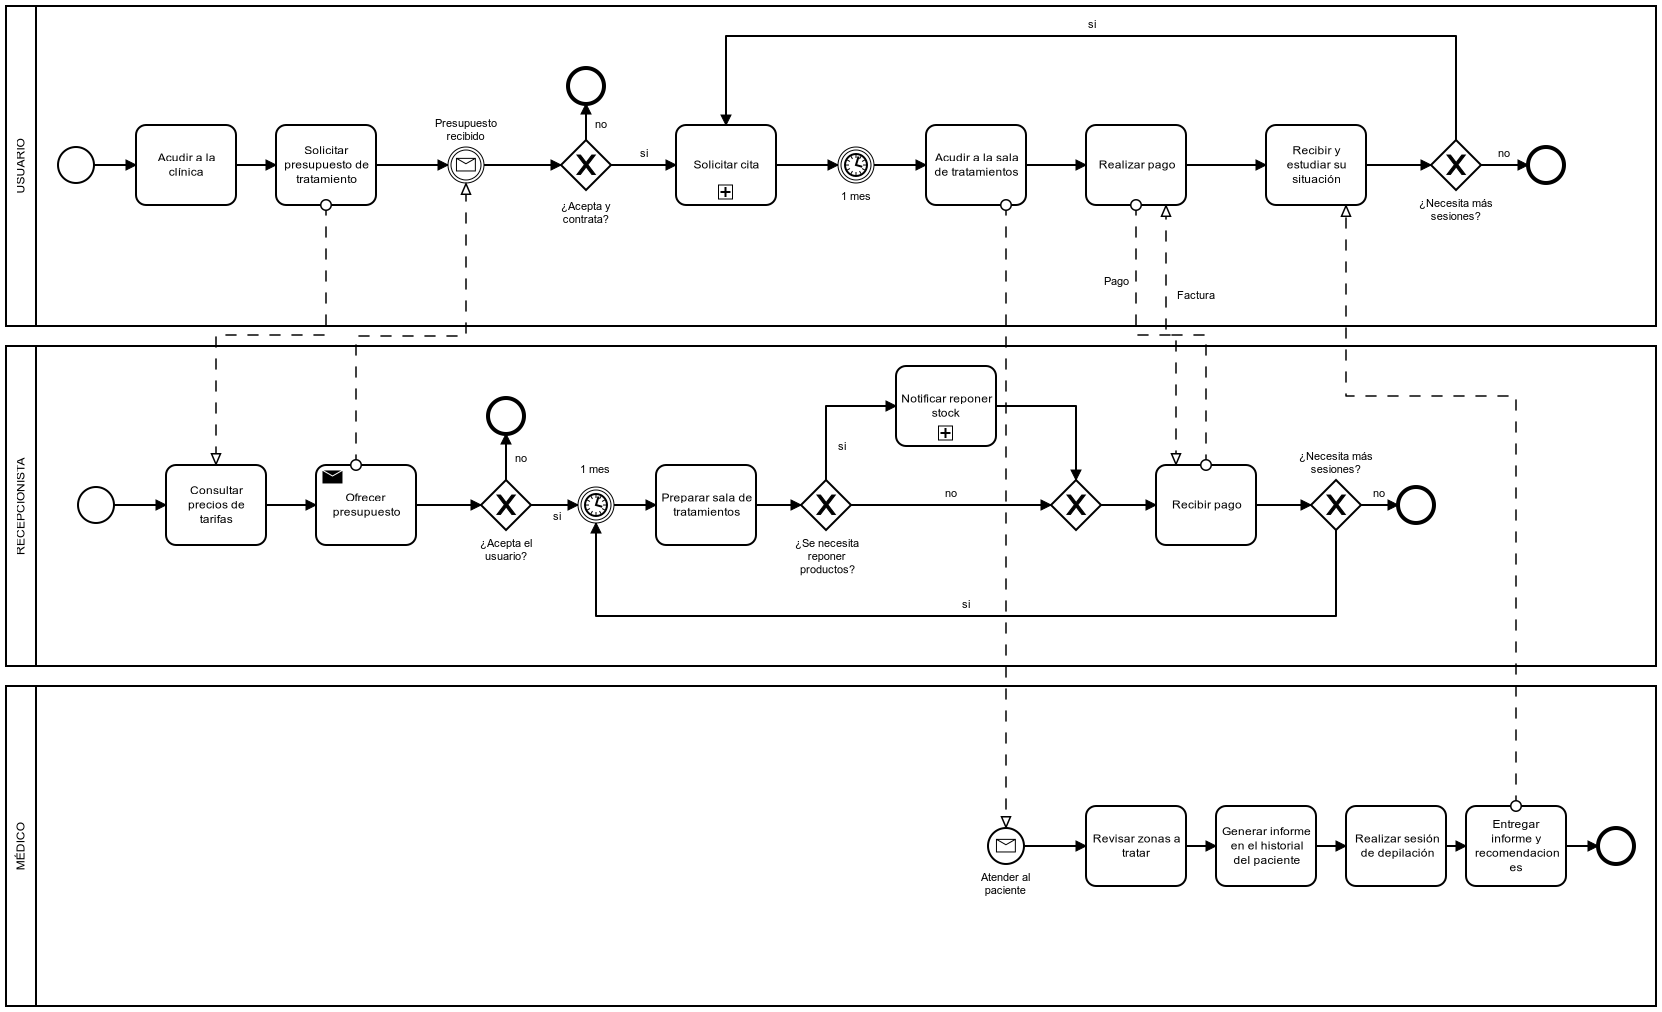 USUARIO
si
Acudir a la
clínica
Solicitar
presupuesto de
tratamiento
Presupuesto
recibido
no
si
¿Acepta y
contrata?
Solicitar cita
1 mes
Acudir a la sala
de tratamientos
Realizar pago
Recibir y
estudiar su
situación
no
¿Necesita más
sesiones?
Pago
Factura
RECEPCIONISTA
Consultar
precios de
tarifas
Ofrecer
presupuesto
no
si
¿Acepta el
usuario?
1 mes
Preparar sala de
tratamientos
si
¿Se necesita
reponer
productos?
Notificar reponer
stock
no
Recibir pago
¿Necesita más
sesiones?
no
si
MÉDICO
Atender al
paciente
Revisar zonas a
tratar
Generar informe
en el historial
del paciente
Realizar sesión
de depilación
Entregar
informe y
recomendacion
es